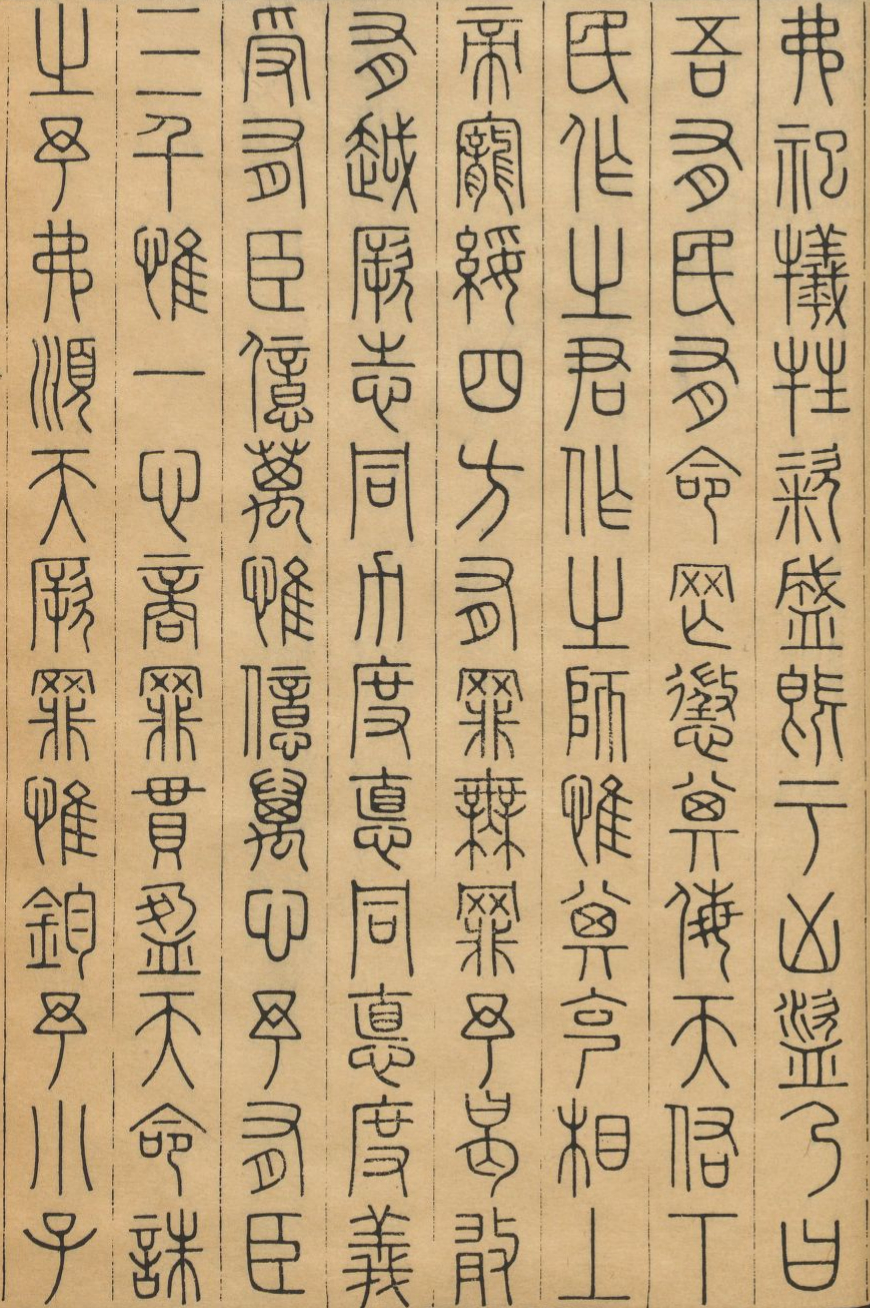 弗祀犧牲粢盛既于凶盜乃曰
吾有民有命罔懲其侮天佑下
民作之君作之師惟其克相上
帝寵綏四方有罪無罪予曷敢
有越厥志同力度悳同悳度義
受有臣億萬惟億萬心予有臣
三千惟一心商罪貫盈天命誅
之予弗順天厥罪惟鈞予小子